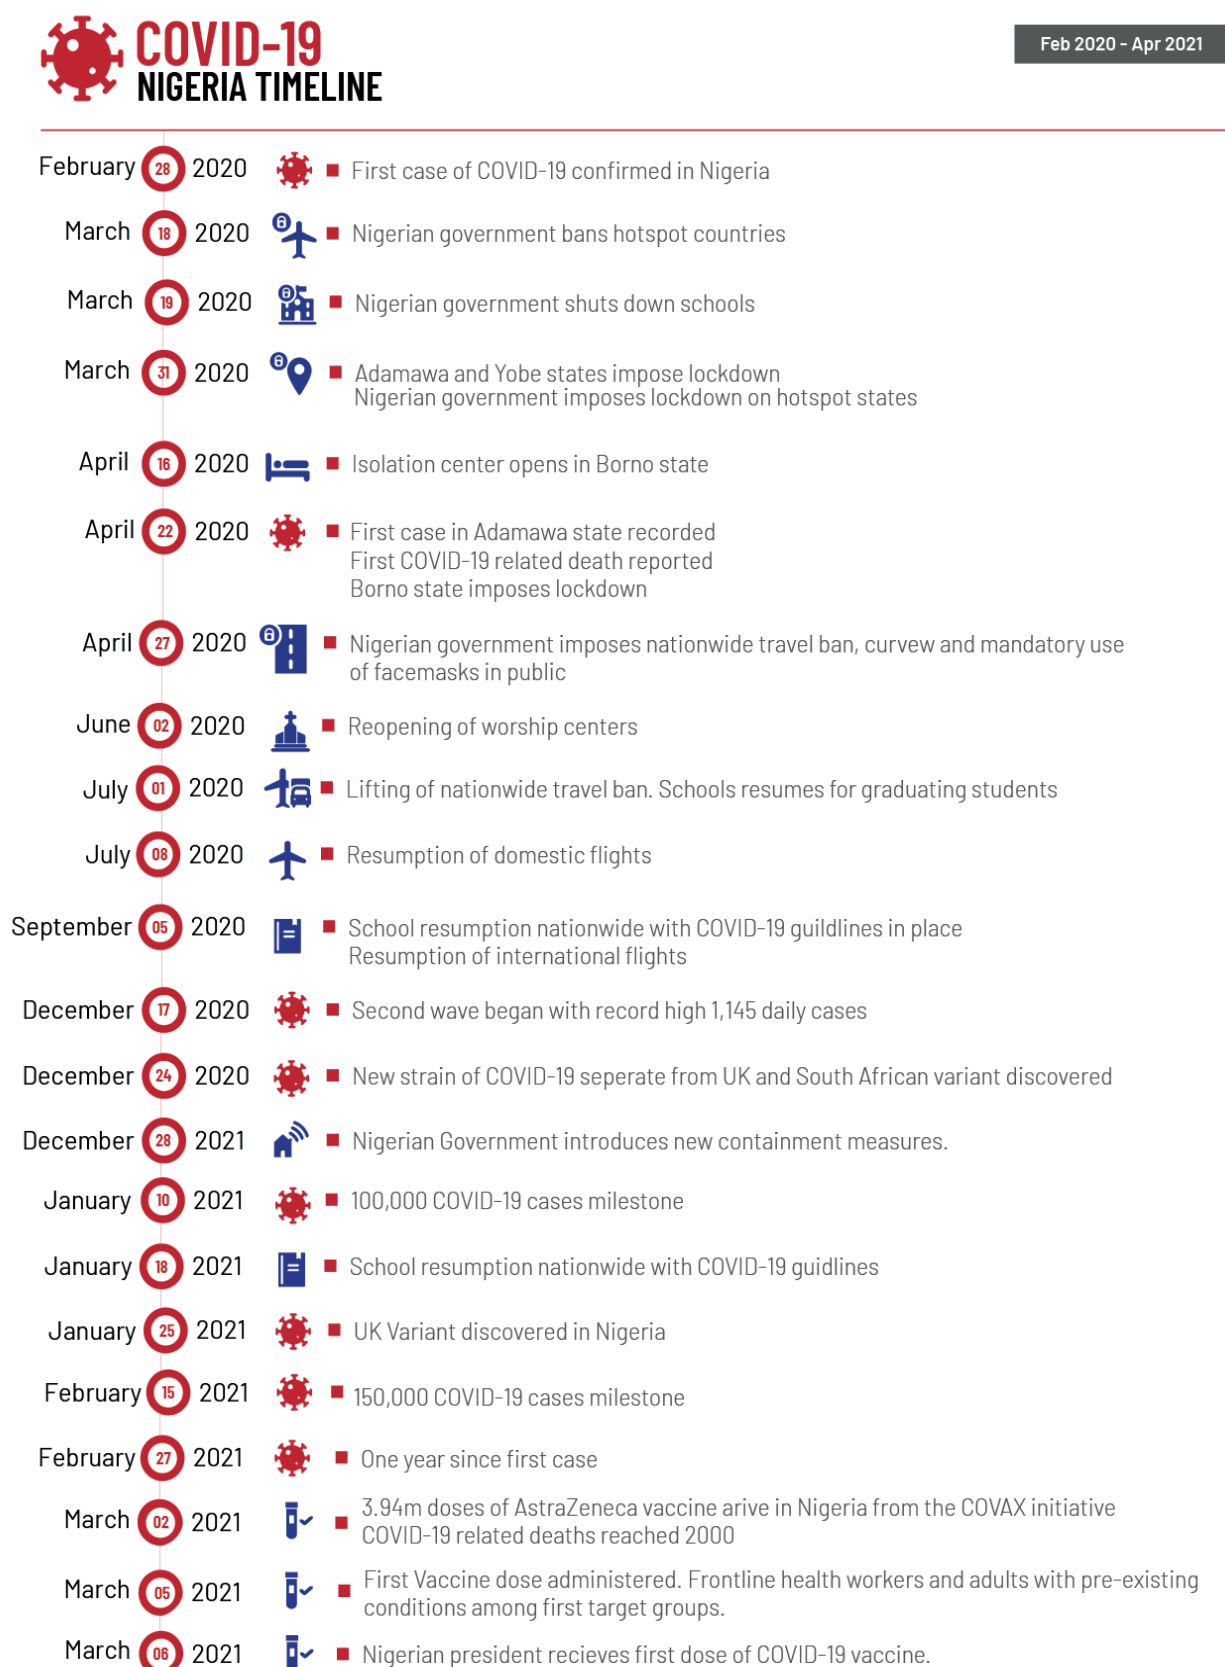 COVID-19
NIGERIA TIMELINE
Feb 2020 - Apr 2021
February 28 2020 First case of COVID-19 confirmed in Nigeria
March 18 2020 Nigerian government bans hotspot countries
March 19 2020 Nigerian government shuts down schools
March 31 2020 Adamawa and Yobe states impose lockdown
Nigerian government imposes lockdown on hotspot states
April 16 2020 Isolation center opens in Borno state
April 22 2020 First case in Adamawa state recorded
First COVID-19 related death reported
Borno state imposes lockdown
April 27 2020 Nigerian government imposes nationwide travel ban, curvew and mandatory use
of facemasks in public
June 02 2020 Reopening of worship centers
July 01 2020 Lifting of nationwide travel ban. Schools resumes for graduating students
July 08 2020 Resumption of domestic flights
September 05 2020 School resumption nationwide with COVID-19 guildlines in place
Resumption of international flights
December 17 2020 Second wave began with record high 1,145 daily cases
December 24 2020 New strain of COVID-19 seperate from UK and South African variant discovered
December 28 2021 Nigerian Government introduces new containment measures.
January 10 2021 100,000 COVID-19 cases milestone
January 18 2021 School resumption nationwide with COVID-19 guidlines
January 25 2021 UK Variant discovered in Nigeria
February 15 2021 150,000 COVID-19 cases milestone
February 27 2021 One year since first case
March 02 2021 3.94m doses of AstraZeneca vaccine arive in Nigeria from the COVAX initiative
COVID-19 related deaths reached 2000
March 05 2021 First Vaccine dose administered. Frontline health workers and adults with pre-existing
conditions among first target groups.
March 06 2021 Nigerian president recieves first dose of COVID-19 vaccine.